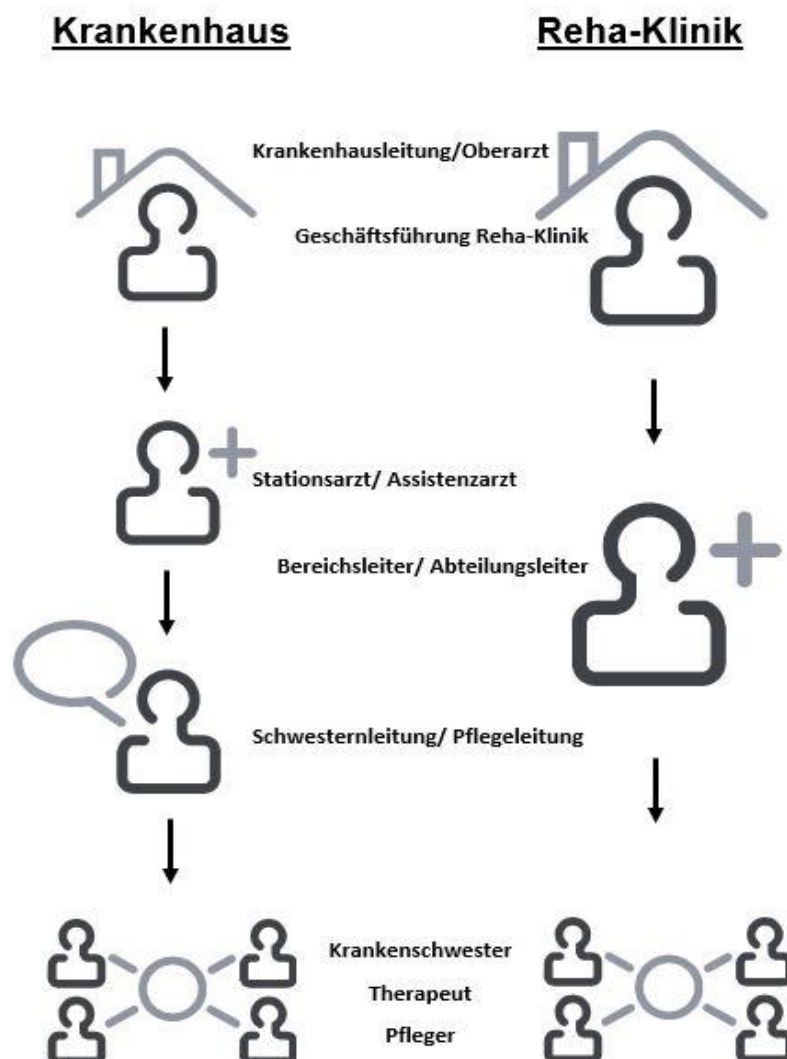 Krankenhaus
Reha-Klinik
Krankenhausleitung/Oberarzt
Geschäftsführung Reha-Klinik
Stationsarzt/ Assistenzarzt
Bereichsleiter/ Abteilungsleiter
Schwesternleitung/ Pflegeleitung
Krankenschwester
Therapeut
Pfleger